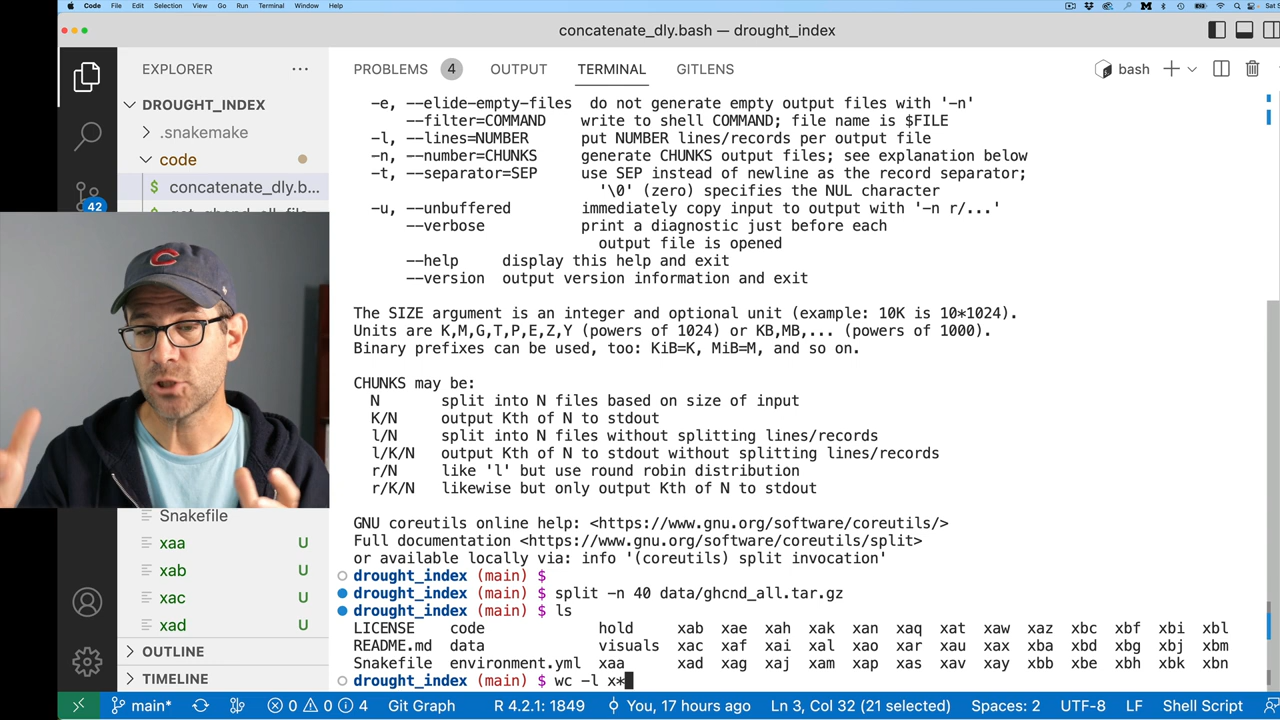 Code File Edit Selection View Go Run Terminal Window Help
concatenate_dly.bash — drought_index
EXPLORER ···
PROBLEMS 4 OUTPUT TERMINAL GITLENS
bash
DROUGHT_INDEX
.snakemake
code
$ concatenate_dly.b...
42
Snakefile
xaa U
xab U
xac U
xad U
OUTLINE
TIMELINE
-e, --elide-empty-files do not generate empty output files with '-n'
--filter=COMMAND write to shell COMMAND; file name is $FILE
-l, --lines=NUMBER put NUMBER lines/records per output file
-n, --number=CHUNKS generate CHUNKS output files; see explanation below
-t, --separator=SEP use SEP instead of newline as the record separator;
'\0' (zero) specifies the NUL character
-u, --unbuffered immediately copy input to output with '-n r/...'
--verbose print a diagnostic just before each
output file is opened
--help display this help and exit
--version output version information and exit
The SIZE argument is an integer and optional unit (example: 10K is 10*1024).
Units are K,M,G,T,P,E,Z,Y (powers of 1024) or KB,MB,... (powers of 1000).
Binary prefixes can be used, too: KiB=K, MiB=M, and so on.
CHUNKS may be:
N split into N files based on size of input
K/N output Kth of N to stdout
l/N split into N files without splitting lines/records
l/K/N output Kth of N to stdout without splitting lines/records
r/N like 'l' but use round robin distribution
r/K/N likewise but only output Kth of N to stdout
GNU coreutils online help: <https://www.gnu.org/software/coreutils/>
Full documentation <https://www.gnu.org/software/coreutils/split>
or available locally via: info '(coreutils) split invocation'
drought_index (main) $
drought_index (main) $ split -n 40 data/ghcnd_all.tar.gz
drought_index (main) $ ls
LICENSE code hold xab xae xah xak xan xaq xat xaw xaz xbc xbf xbi xbl
README.md data visuals xac xaf xai xal xao xar xau xax xba xbd xbg xbj xbm
Snakefile environment.yml xaa xad xag xaj xam xap xas xav xay xbb xbe xbh xbk xbn
drought_index (main) $ wc -l x*
main* 0 0 4 Git Graph R 4.2.1: 1849 You, 17 hours ago Ln 3, Col 32 (21 selected) Spaces: 2 UTF-8 LF Shell Script